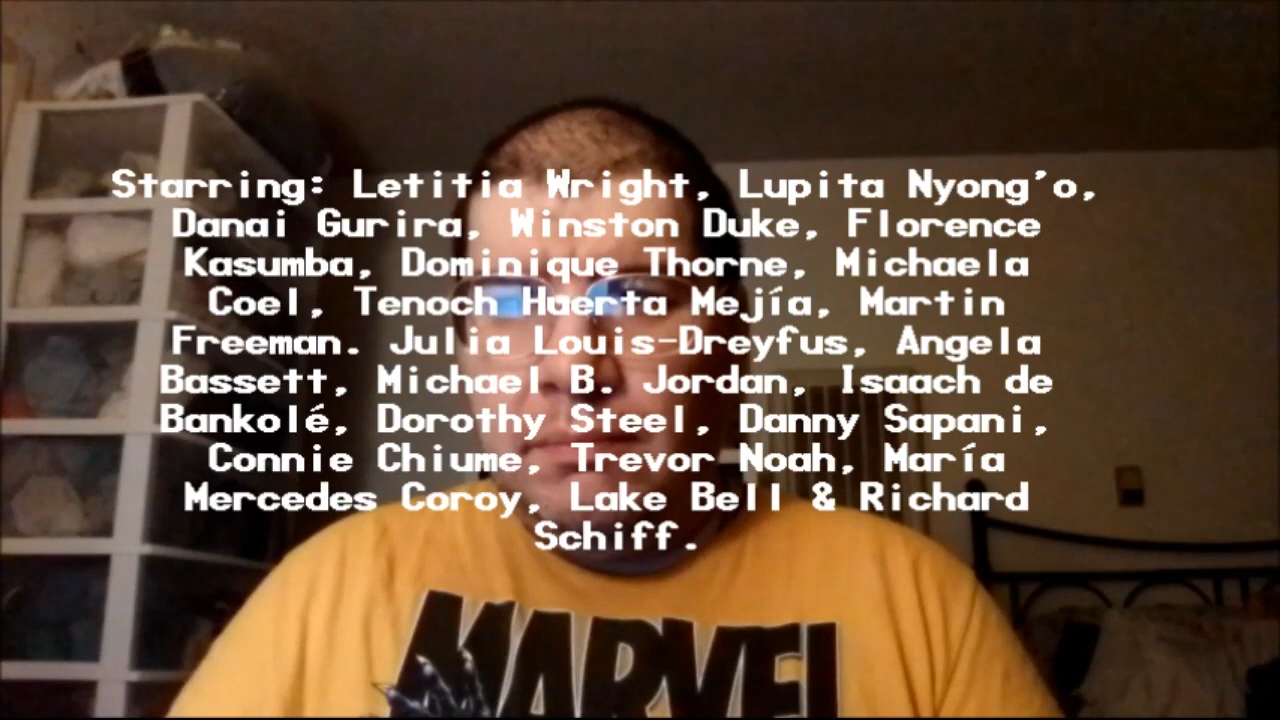 Starring: Letitia Wright, Lupita Nyong'o,
Danai Gurira, Winston Duke, Florence
Kasumba, Dominique Thorne, Michaela
Coel, Tenoch Huerta Mejía, Martin
Freeman. Julia Louis-Dreyfus, Angela
Bassett, Michael B. Jordan, Isaach de
Bankolé, Dorothy Steel, Danny Sapani,
Connie Chiume, Trevor Noah, María
Mercedes Coroy, Lake Bell & Richard
Schiff.
MARVEL